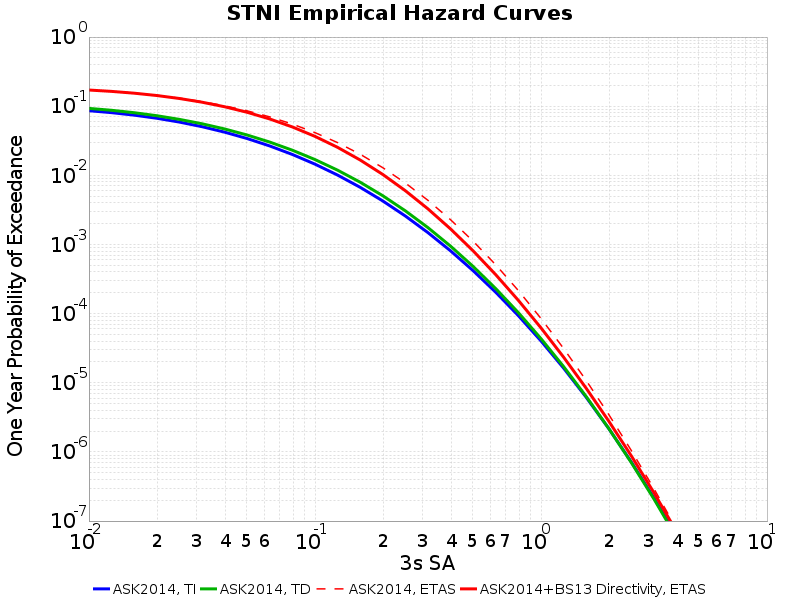 STNI Empirical Hazard Curves
One Year Probability of Exceedance
10^0
10^-1
10^-2
10^-3
10^-4
10^-5
10^-6
10^-7
10^-2 2 3 4 5 6 10^-1 2 3 4 5 6 7 10^0 2 3 4 5 6 7 10^1
3s SA
ASK2014, TI ASK2014, TD ASK2014, ETAS ASK2014+BS13 Directivity, ETAS